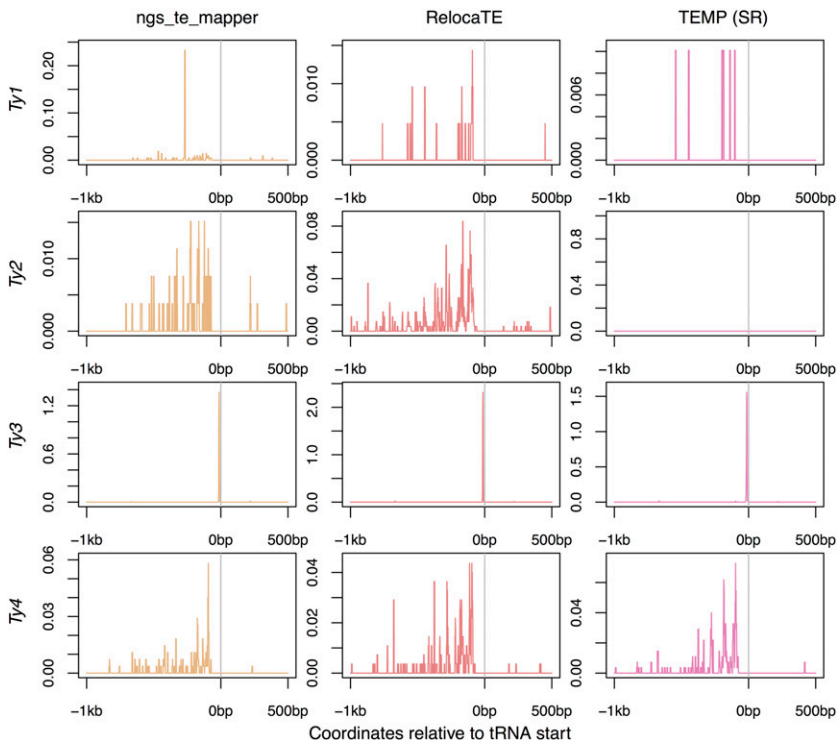 ngs_te_mapper RelocaTE TEMP (SR)
Ty1
0.00 0.10 0.20
0.000 0.010
0.000 0.006
−1kb 0bp 500bp −1kb 0bp 500bp −1kb 0bp 500bp
Ty2
0.000 0.010
0.00 0.04 0.08
0.0 0.2 0.4 0.6 0.8 1.0
−1kb 0bp 500bp −1kb 0bp 500bp −1kb 0bp 500bp
Ty3
0.0 0.6 1.2
0.0 1.0 2.0
0.0 0.5 1.0 1.5
−1kb 0bp 500bp −1kb 0bp 500bp −1kb 0bp 500bp
Ty4
0.00 0.03 0.06
0.00 0.02 0.04
0.00 0.04
−1kb 0bp 500bp −1kb 0bp 500bp −1kb 0bp 500bp
Coordinates relative to tRNA start